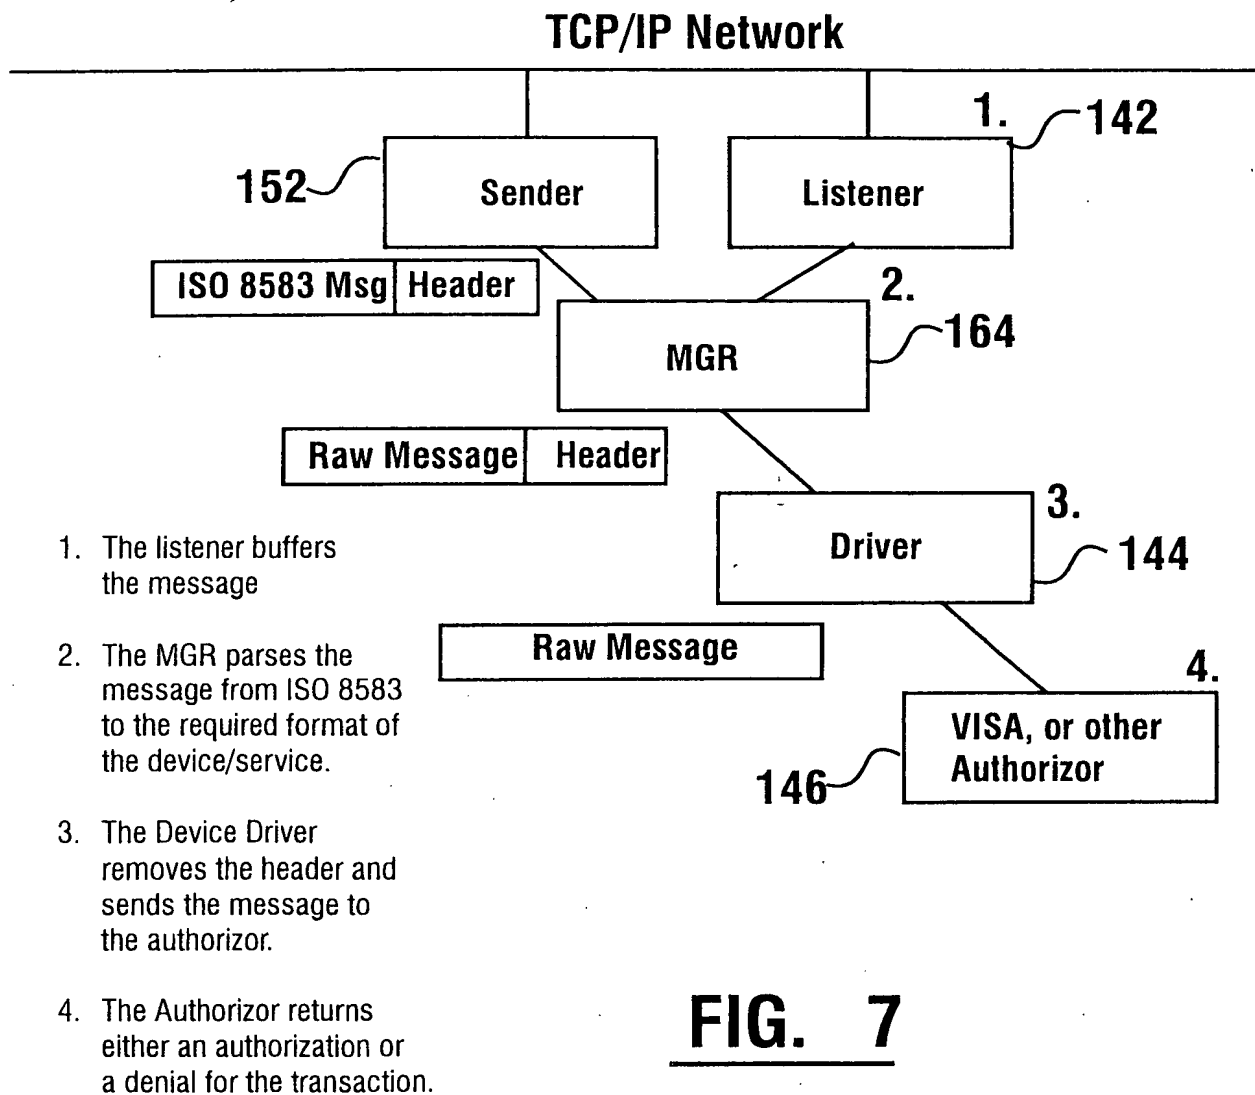 TCP/IP Network
1.
142
152
Sender
Listener
ISO 8583 Msg
Header
2.
164
MGR
Raw Message
Header
3.
144
Driver
Raw Message
4.
VISA, or other
Authorizor
146
1. The listener buffers
the message
2. The MGR parses the
message from ISO 8583
to the required format of
the device/service.
3. The Device Driver
removes the header and
sends the message to
the authorizor.
4. The Authorizor returns
either an authorization or
a denial for the transaction.
FIG. 7